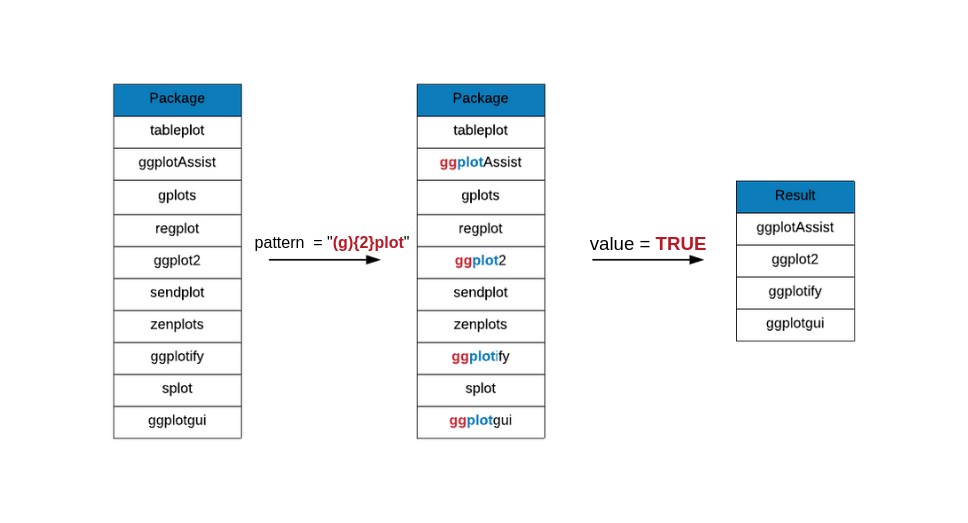 Package
tableplot
ggplotAssist
gplots
regplot
ggplot2
sendplot
zenplots
ggplotify
splot
ggplotgui
pattern = "(g){2}plot"
Package
tableplot
ggplotAssist
gplots
regplot
ggplot2
sendplot
zenplots
ggplotify
splot
ggplotgui
value = TRUE
Result
ggplotAssist
ggplot2
ggplotify
ggplotgui